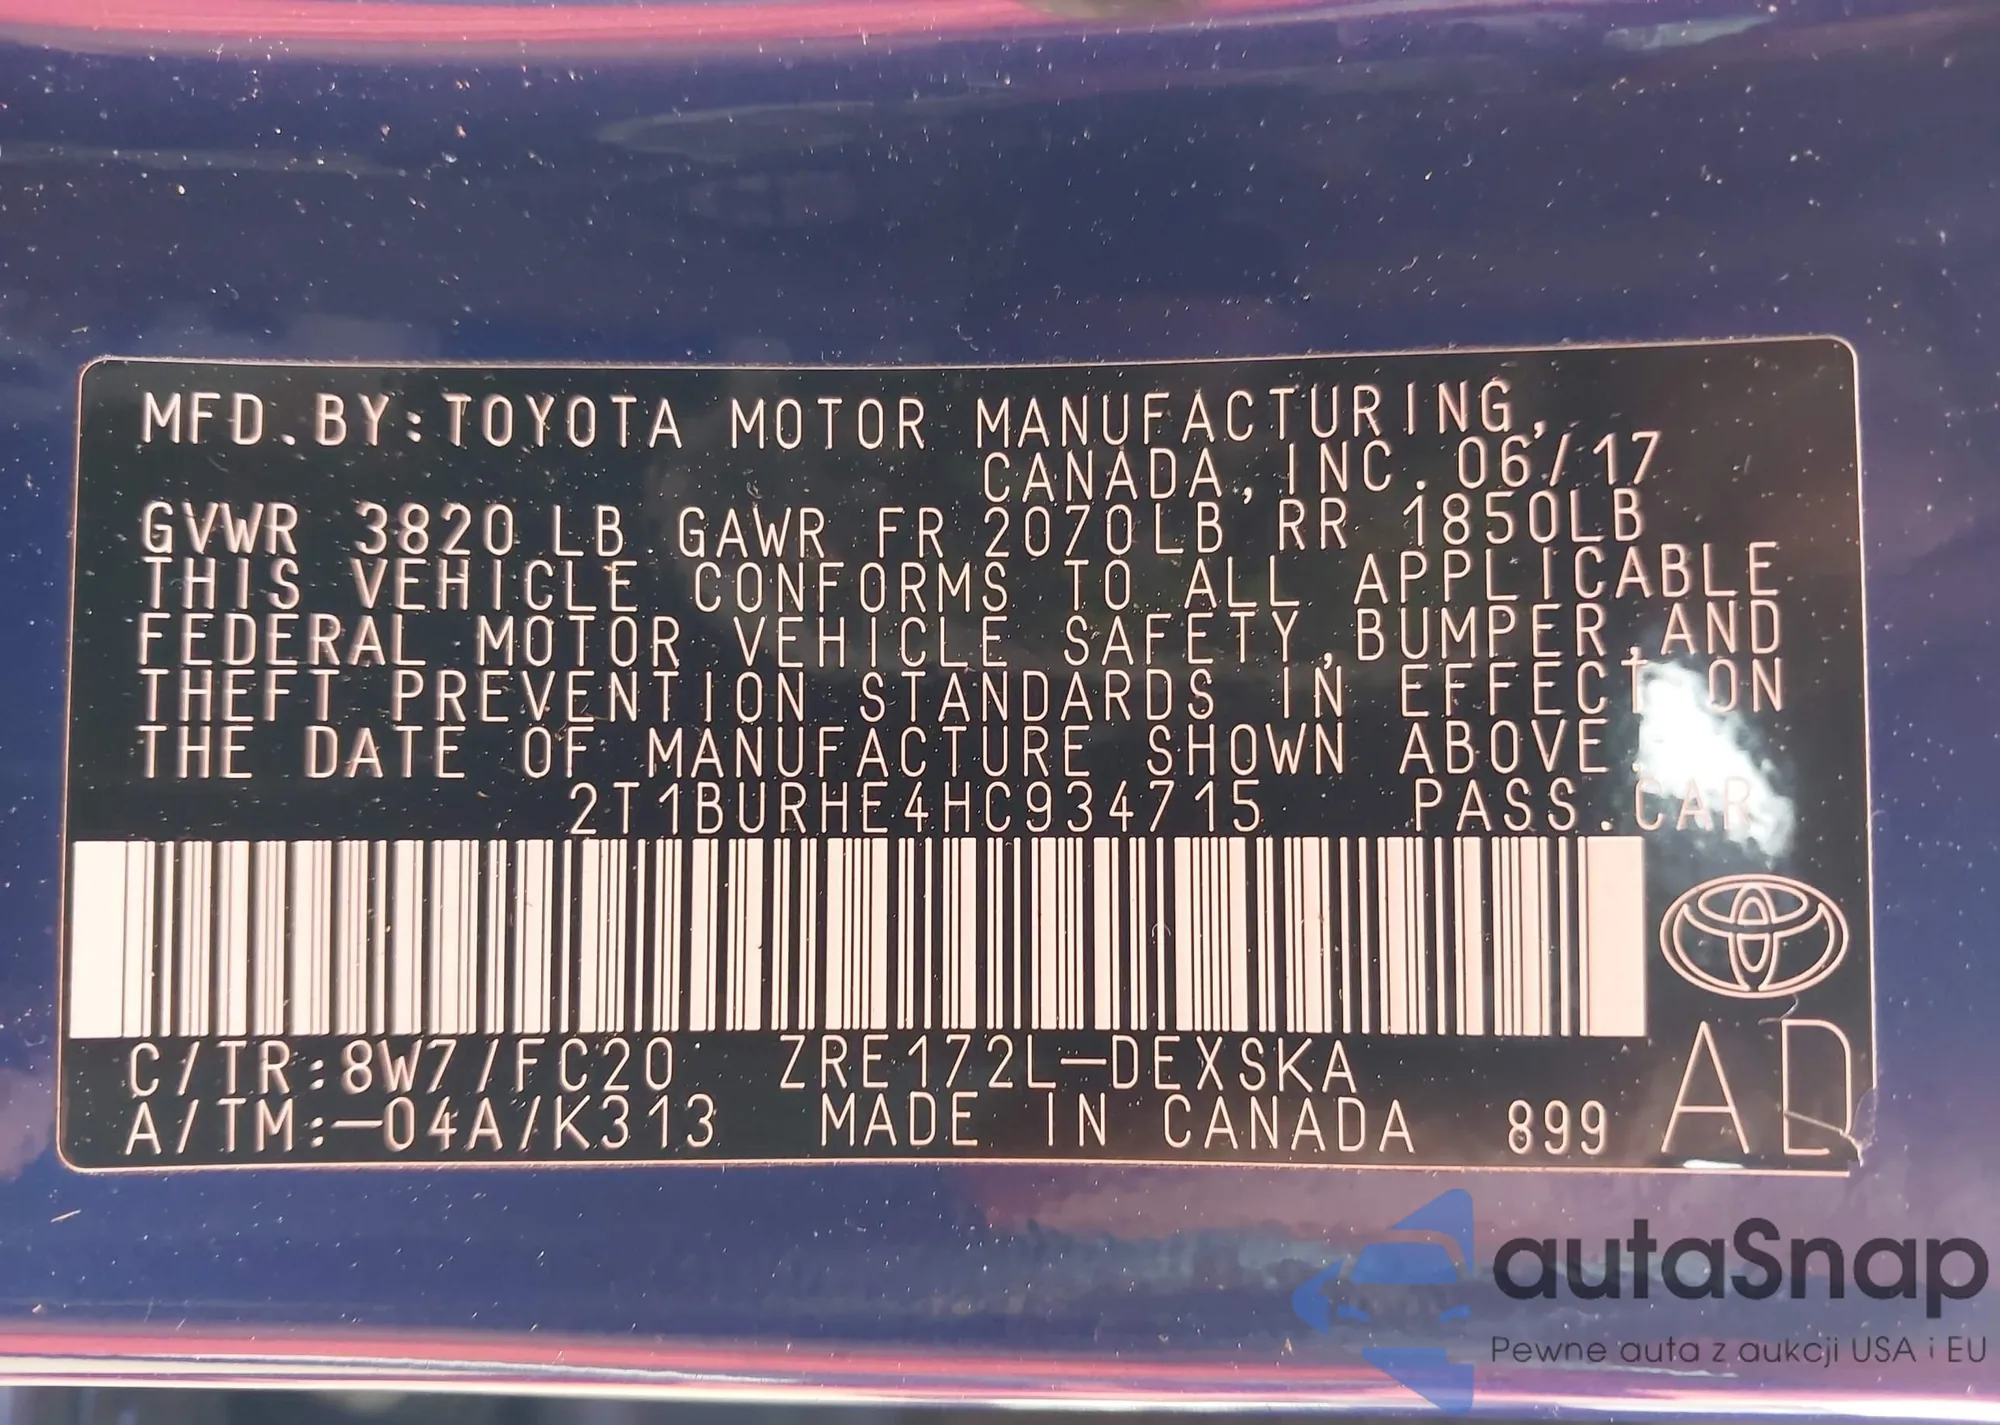 MFD.BY:TOYOTA MOTOR MANUFACTURING,
CANADA, INC. 06/17
GVWR 3820 LB GAWR FR 2070LB RR 1850LB
THIS VEHICLE CONFORMS TO ALL APPLICABLE
FEDERAL MOTOR VEHICLE SAFETY, BUMPER, AND
THEFT PREVENTION STANDARDS IN EFFECT ON
THE DATE OF MANUFACTURE SHOWN ABOVE.
2T1BURHE4HC934715 PASS.CAR
C/TR:8W7/FC20 ZRE172L-DEXSKA
A/TM:-04A/K313 MADE IN CANADA 899
AD
autaSnap
Pewne auta z aukcji USA i EU